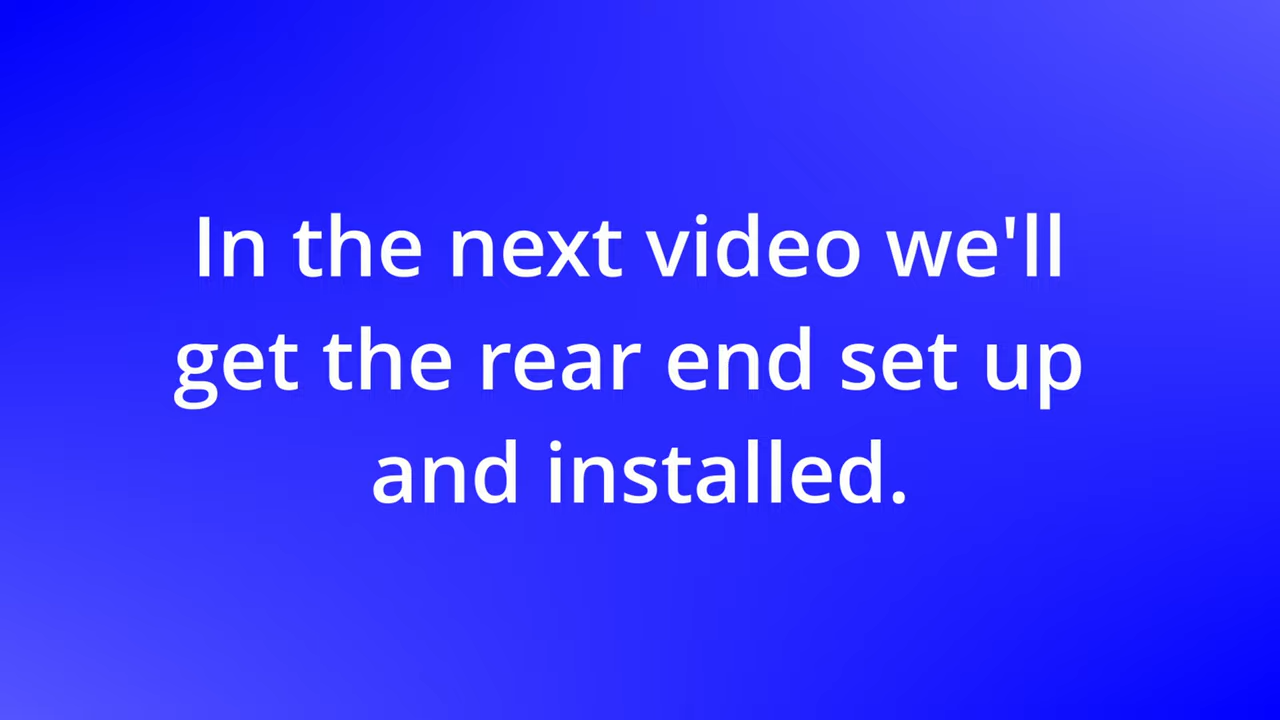 In the next video we'll
get the rear end set up
and installed.